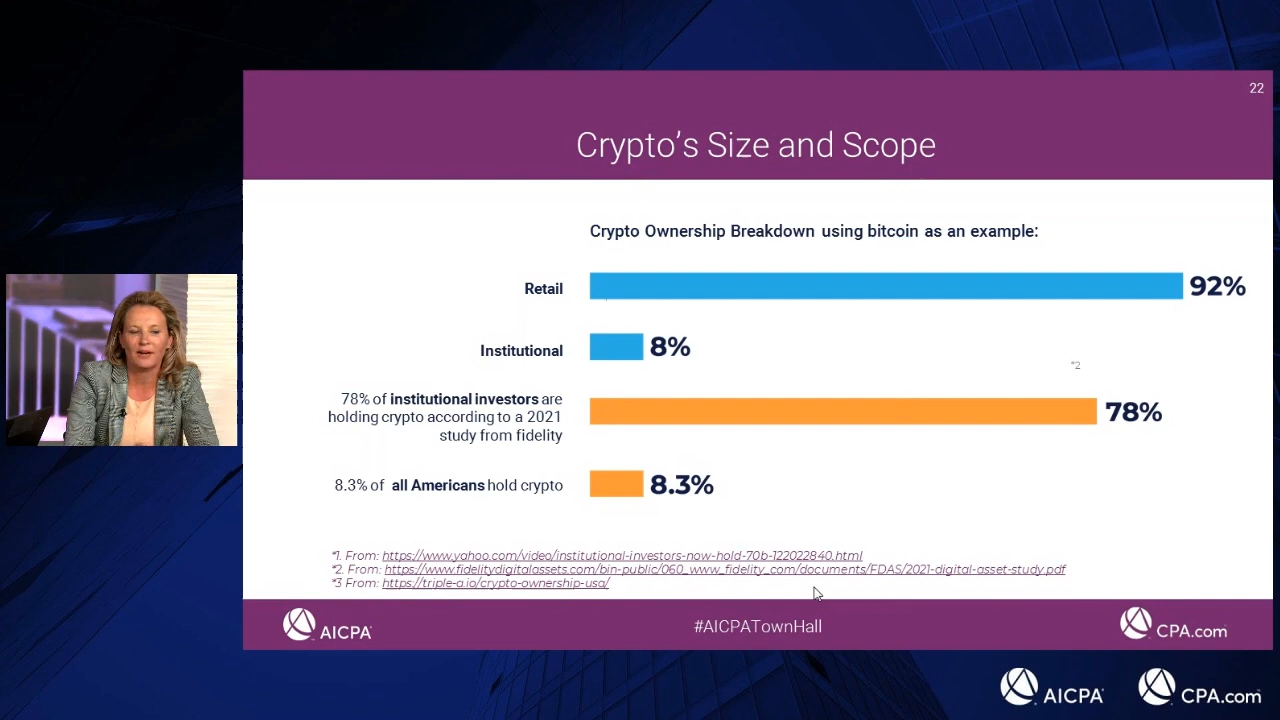 22
Crypto's Size and Scope
Crypto Ownership Breakdown using bitcoin as an example:
Retail
92%
Institutional
8%
*2
78% of institutional investors are
holding crypto according to a 2021
study from fidelity
78%
8.3% of all Americans hold crypto
8.3%
*1. From: https://www.yahoo.com/video/institutional-investors-now-hold-70b-122022840.html
*2. From: https://www.fidelitydigitalassets.com/bin-public/060_www_fidelity_com/documents/FDAS/2021-digital-asset-study.pdf
*3 From: https://triple-a.io/crypto-ownership-usa/
AICPA
#AICPATownHall
CPA.com
AICPA
CPA.com